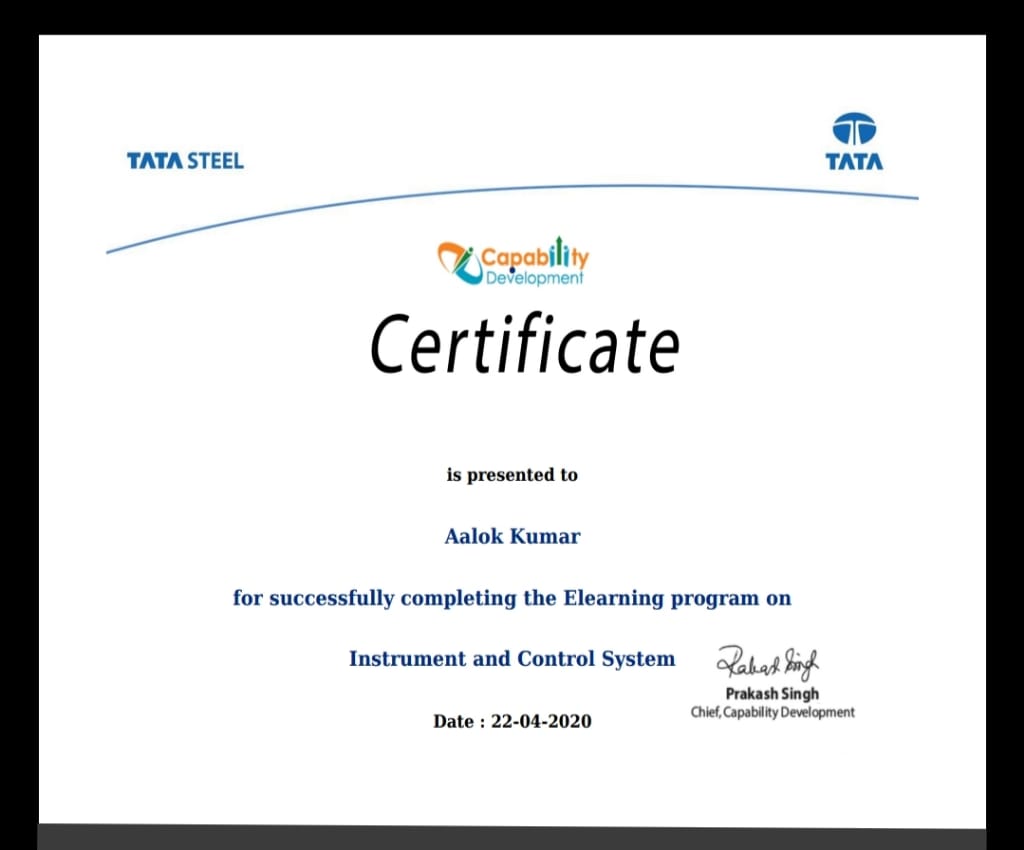 TATA STEEL
TATA
Capability
Development
Certificate
is presented to
Aalok Kumar
for successfully completing the Elearning program on
Instrument and Control System
Prakash Singh
Prakash Singh
Chief, Capability Development
Date : 22-04-2020